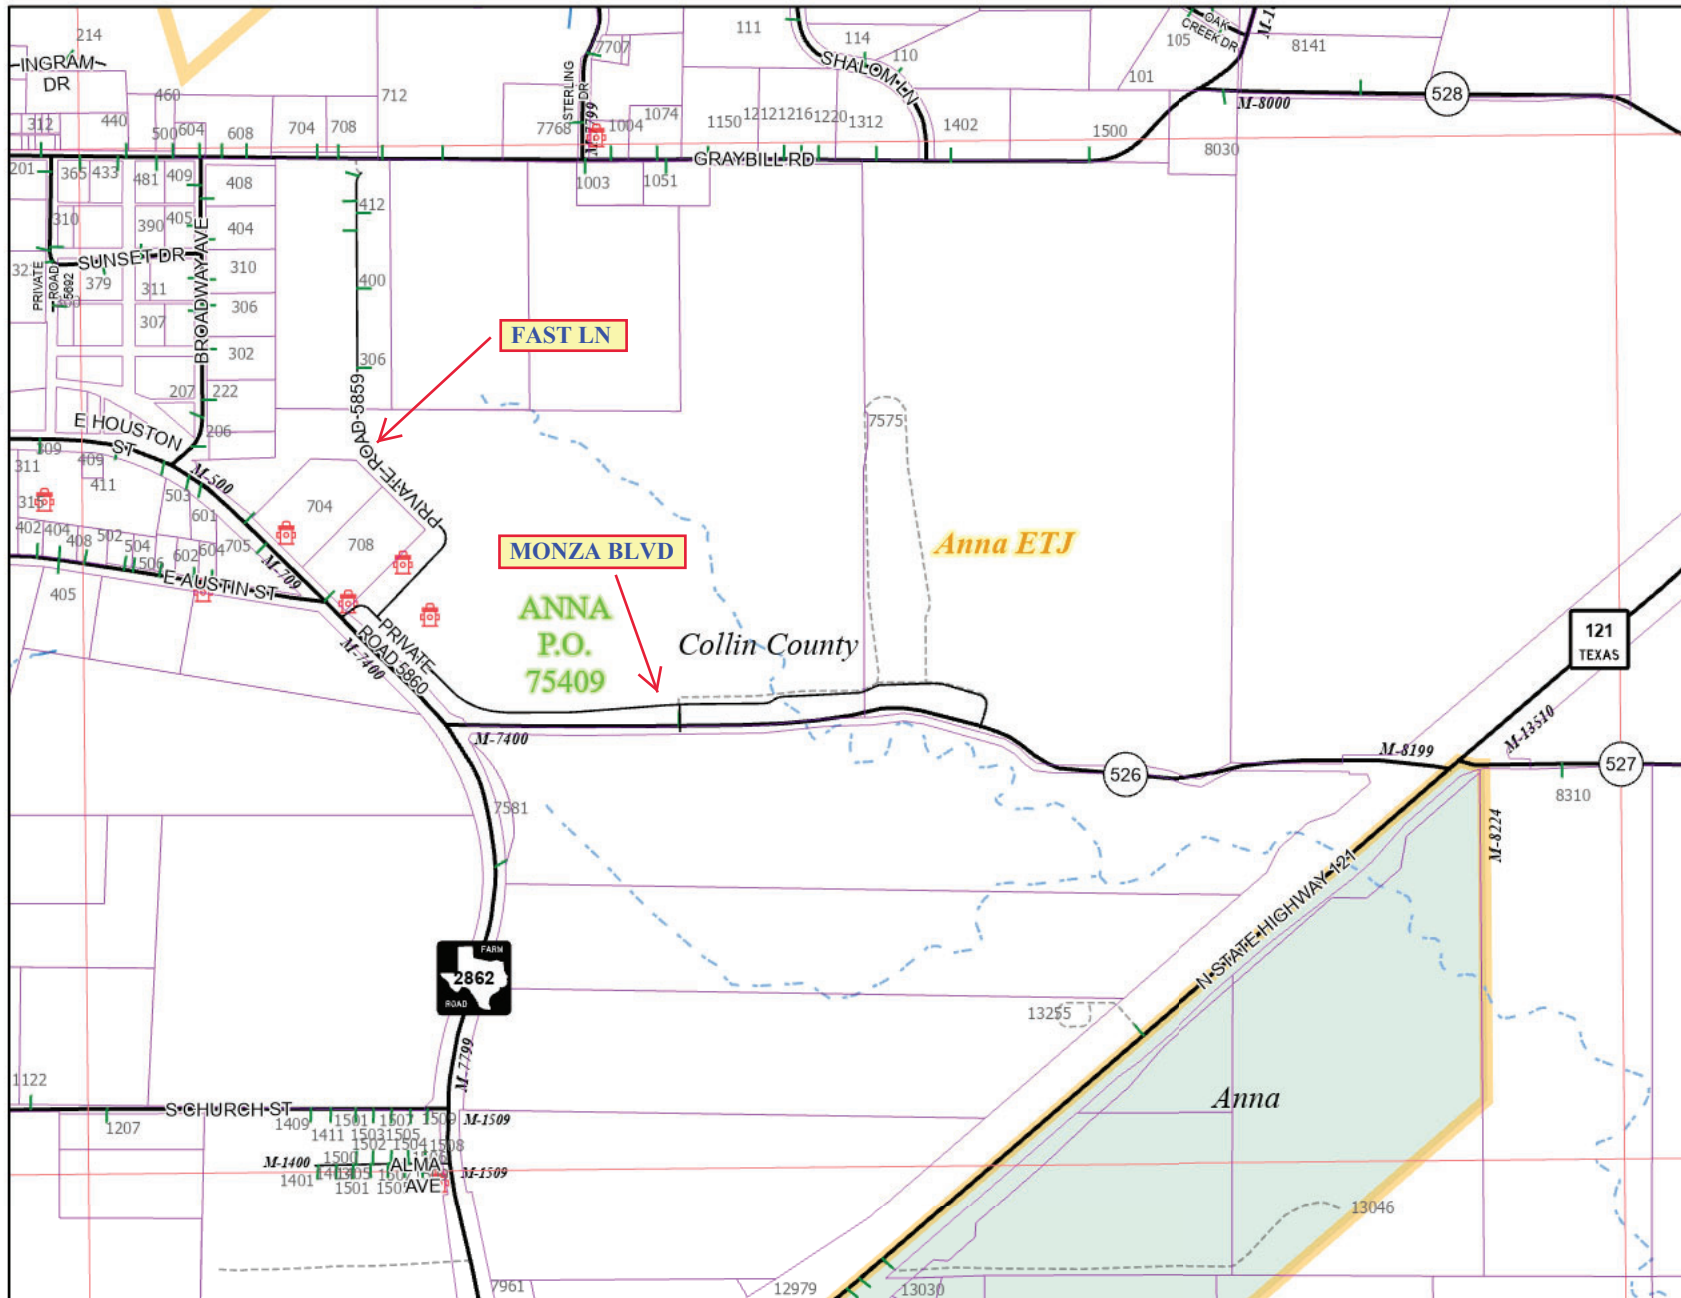 214
INGRAM
DR
460
712
312
440
500
604
608
704
708
7707
STERLING
DR
7768
M-7799
1004
1074
111
114
110
SHALOM LN
1150
1212
1216
1220
1312
1402
1500
105
OAK
CREEK DR
101
8141
528
M-8000
8030
GRAYBILL RD
201
365
433
481
409
408
412
1003
1051
310
390
405
404
SUNSET DR
BROADWAY AVE
PRIVATE
ROAD
5692
379
311
310
400
307
306
302
306
FAST LN
207
222
206
PRIVATE ROAD 5859
7575
E HOUSTON
ST
309
409
311
411
M-500
503
315
601
704
402
404
408
502
504
506
602
604
705
708
M-709
Anna ETJ
MONZA BLVD
E AUSTIN ST
405
ANNA
P.O.
75409
Collin County
PRIVATE
ROAD 5860
M-7400
121
TEXAS
M-7400
M-13510
M-8199
526
527
7581
8310
M-8224
N STATE HIGHWAY 121
FARM
2862
ROAD
13255
M-7799
1122
Anna
S CHURCH ST
1207
1409
1501
1507
1509
M-1509
1411
1503
1505
1502
1504
1508
1500
M-1400
ALMA
AVE
M-1509
1401
1501
13046
7961
12979
13030